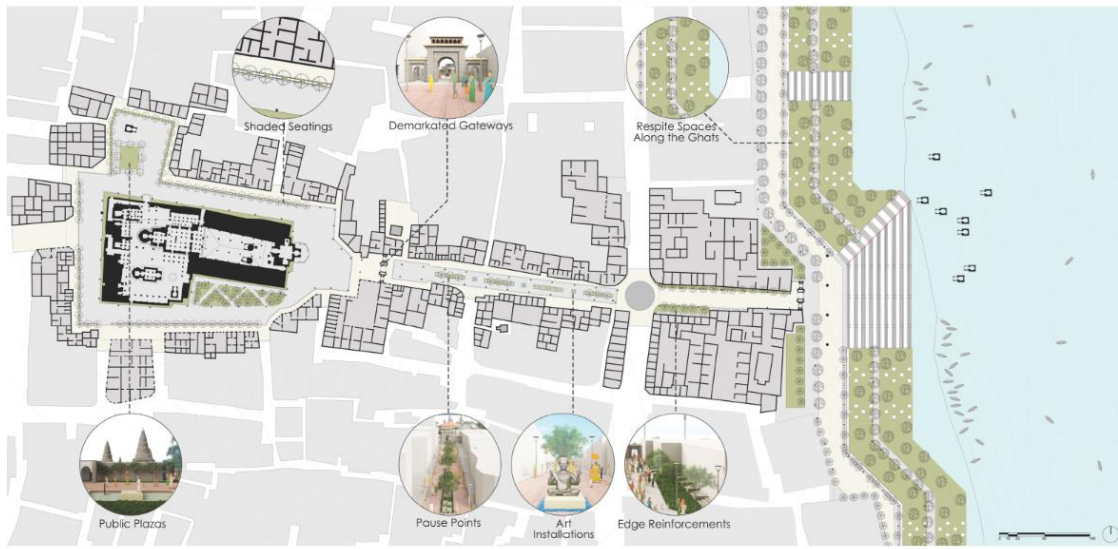 Shaded Seatings
Demarkated Gateways
Respite Spaces
Along the Ghats
Public Plazas
Pause Points
Art
Installations
Edge Reinforcements